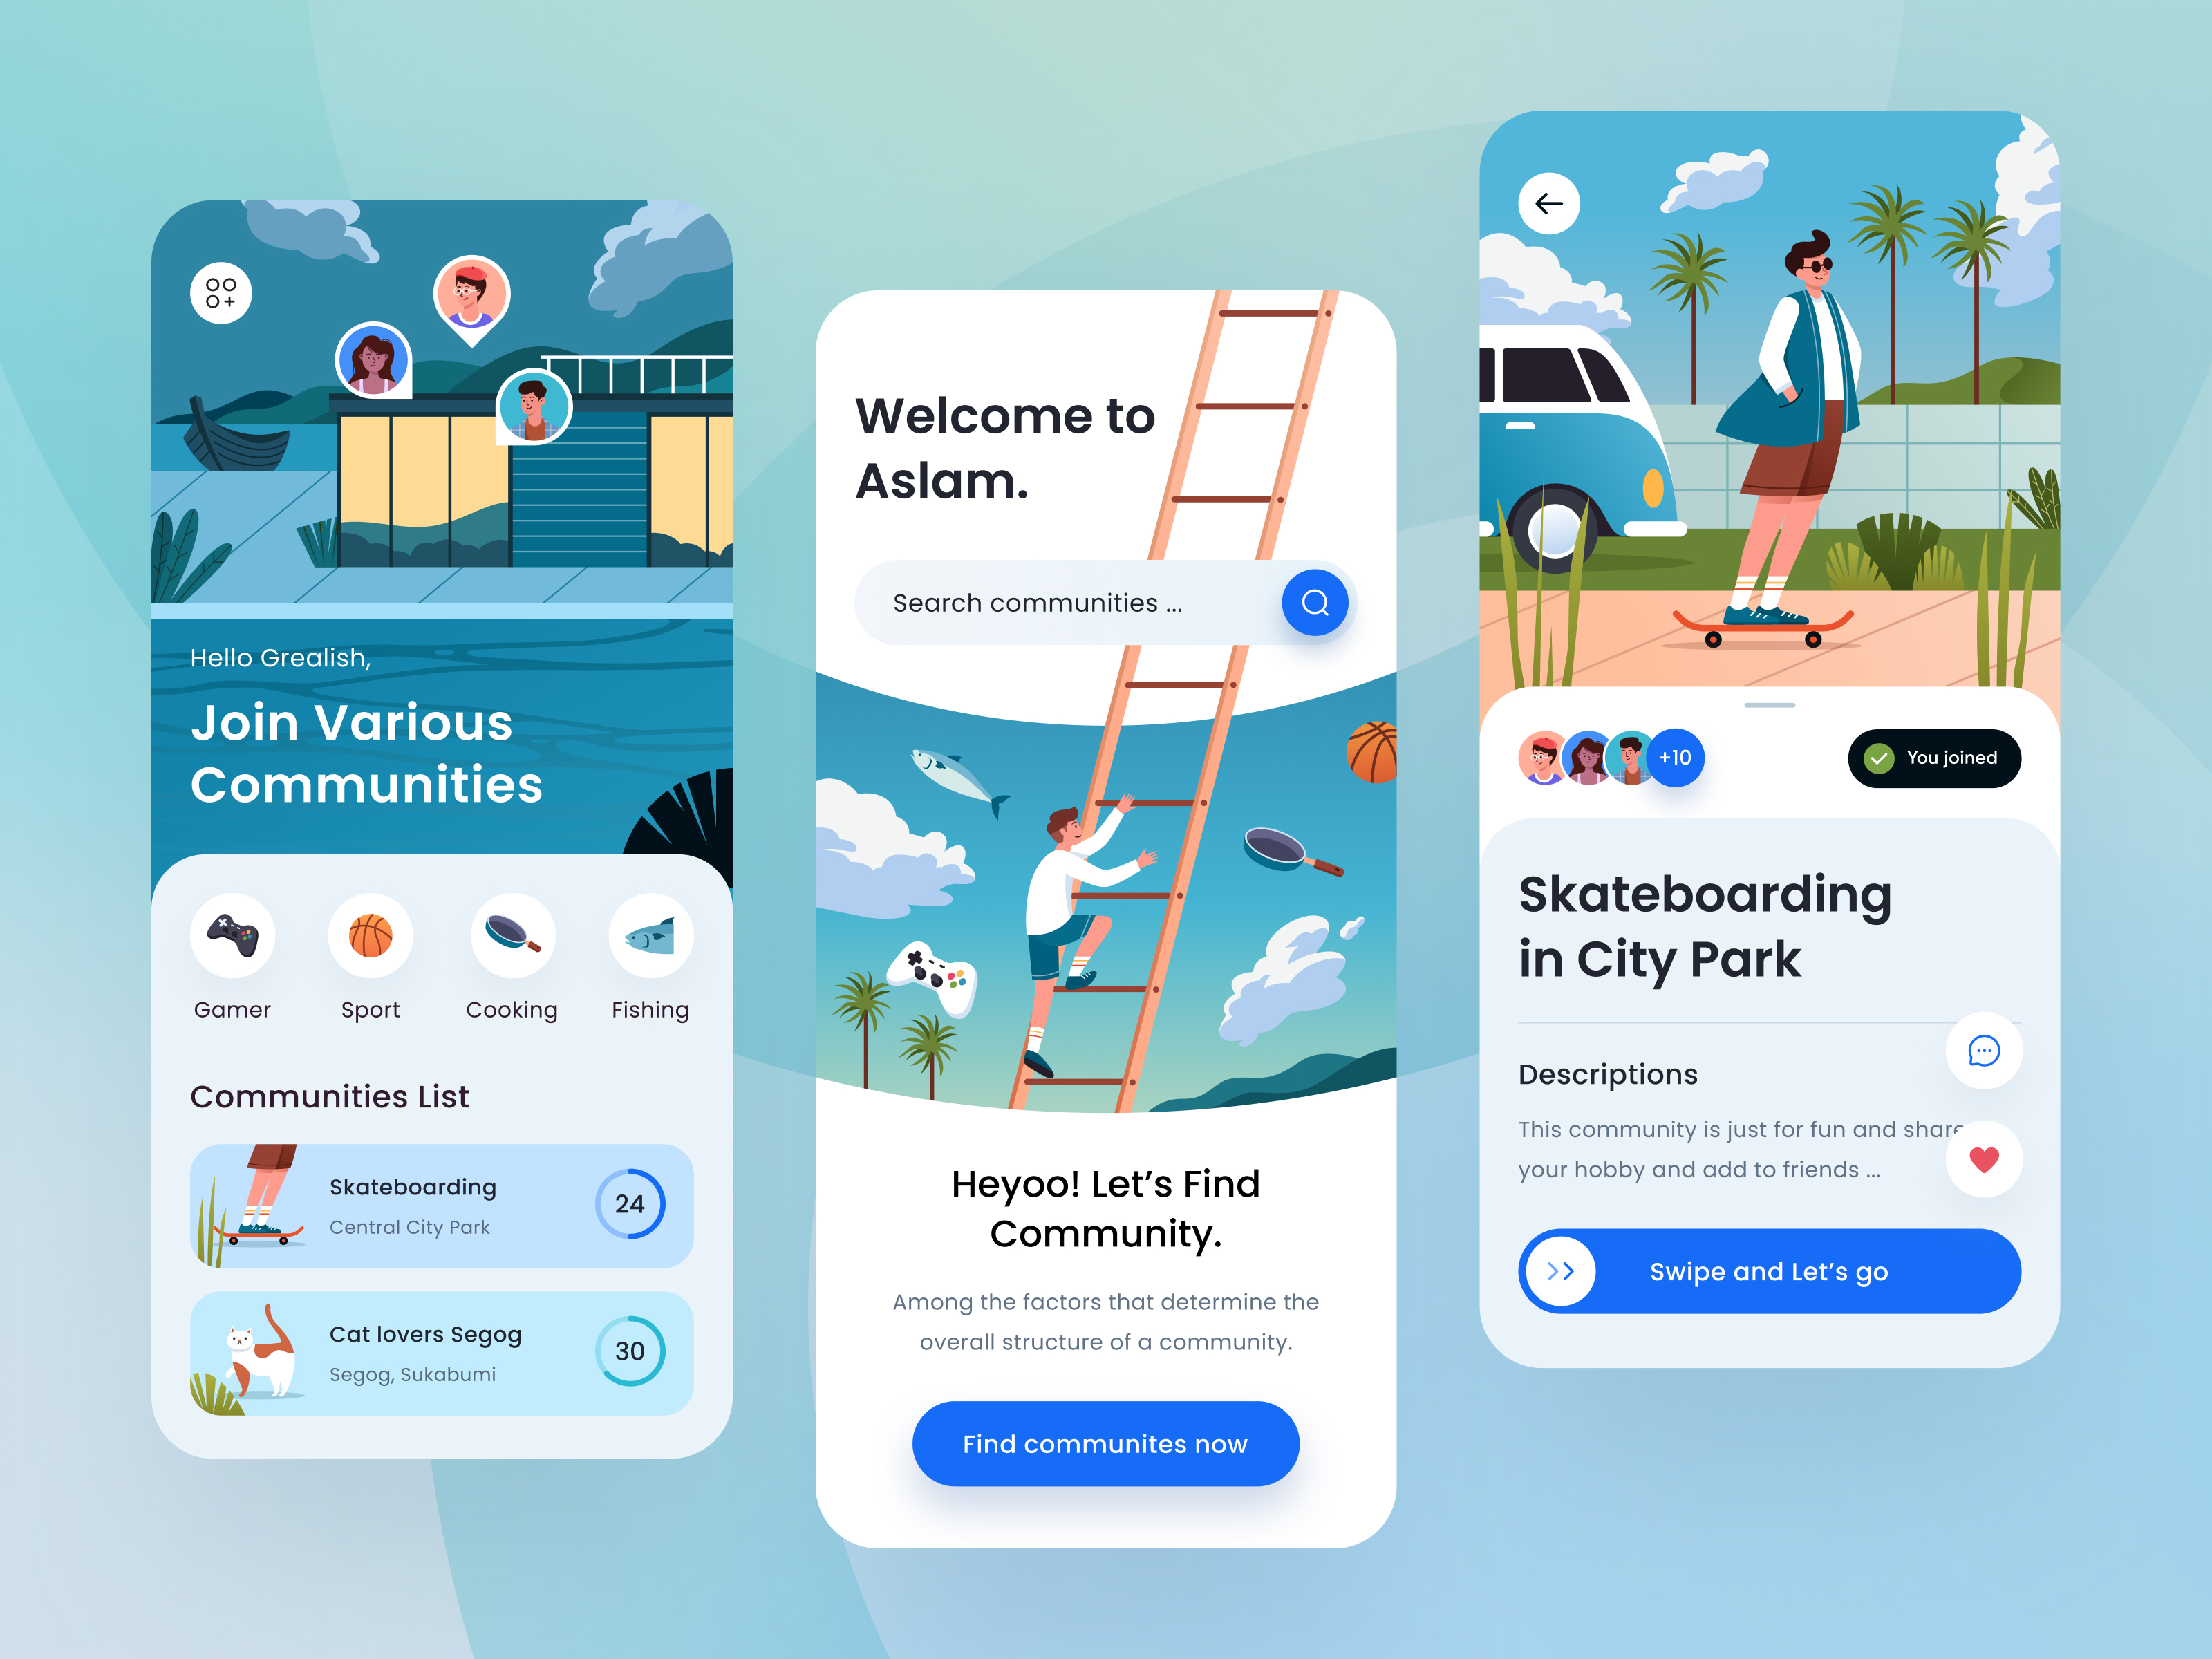 Hello Grealish,
Join Various
Communities
Gamer
Sport
Cooking
Fishing
Communities List
Skateboarding
Central City Park
24
Cat lovers Segog
Segog, Sukabumi
30
Welcome to
Aslam.
Search communities ...
Heyoo! Let’s Find
Community.
Among the factors that determine the
overall structure of a community.
Find communites now
+10
You joined
Skateboarding
in City Park
Descriptions
This community is just for fun and share
your hobby and add to friends ...
Swipe and Let’s go